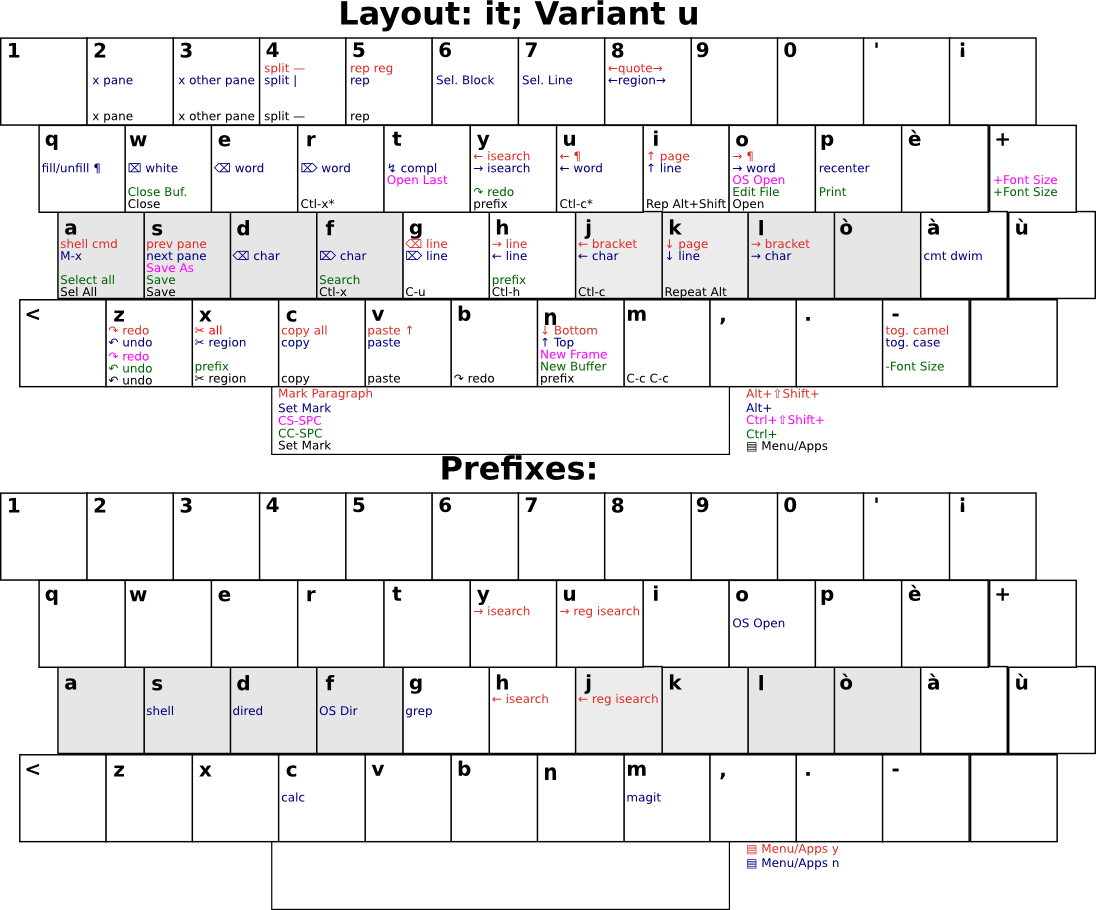 Layout: it; Variant u
1 2 3 4 5 6 7 8 9 0 ' i
split — rep reg ←quote→
x pane x other pane split | rep Sel. Block Sel. Line ←region→
x pane x other pane split — rep
q w e r t y u i o p è +
← isearch ← ¶ ↑ page → ¶
fill/unfill ¶ ⌧ white ⌫ word ⌦ word ↯ compl → isearch ← word ↑ line → word recenter
Open Last OS Open +Font Size
Close Buf. ↷ redo Edit File Print +Font Size
Close Ctl-x* prefix Ctl-c* Rep Alt+Shift Open
a s d f g h j k l ò à ù
shell cmd prev pane ⌫ line → line ← bracket ↓ page → bracket
M-x next pane ⌫ char ⌦ char ⌦ line ← line ← char ↓ line → char cmt dwim
Save As
Select all Save Search prefix
Sel All Save Ctl-x C-u Ctl-h Ctl-c Repeat Alt
< z x c v b n m , . -
↷ redo ✂ all copy all paste ↑ ↓ Bottom tog. camel
↶ undo ✂ region copy paste ↑ Top tog. case
↷ redo New Frame
↶ undo prefix New Buffer -Font Size
↶ undo ✂ region copy paste ↷ redo prefix C-c C-c
Mark Paragraph Alt+⇧Shift+
Set Mark Alt+
CS-SPC Ctrl+⇧Shift+
CC-SPC Ctrl+
Set Mark ▤ Menu/Apps
Prefixes:
1 2 3 4 5 6 7 8 9 0 ' i
q w e r t y u i o p è +
→ isearch → reg isearch
OS Open
a s d f g h j k l ò à ù
← isearch ← reg isearch
shell dired OS Dir grep
< z x c v b n m , . -
calc magit
▤ Menu/Apps y
▤ Menu/Apps n